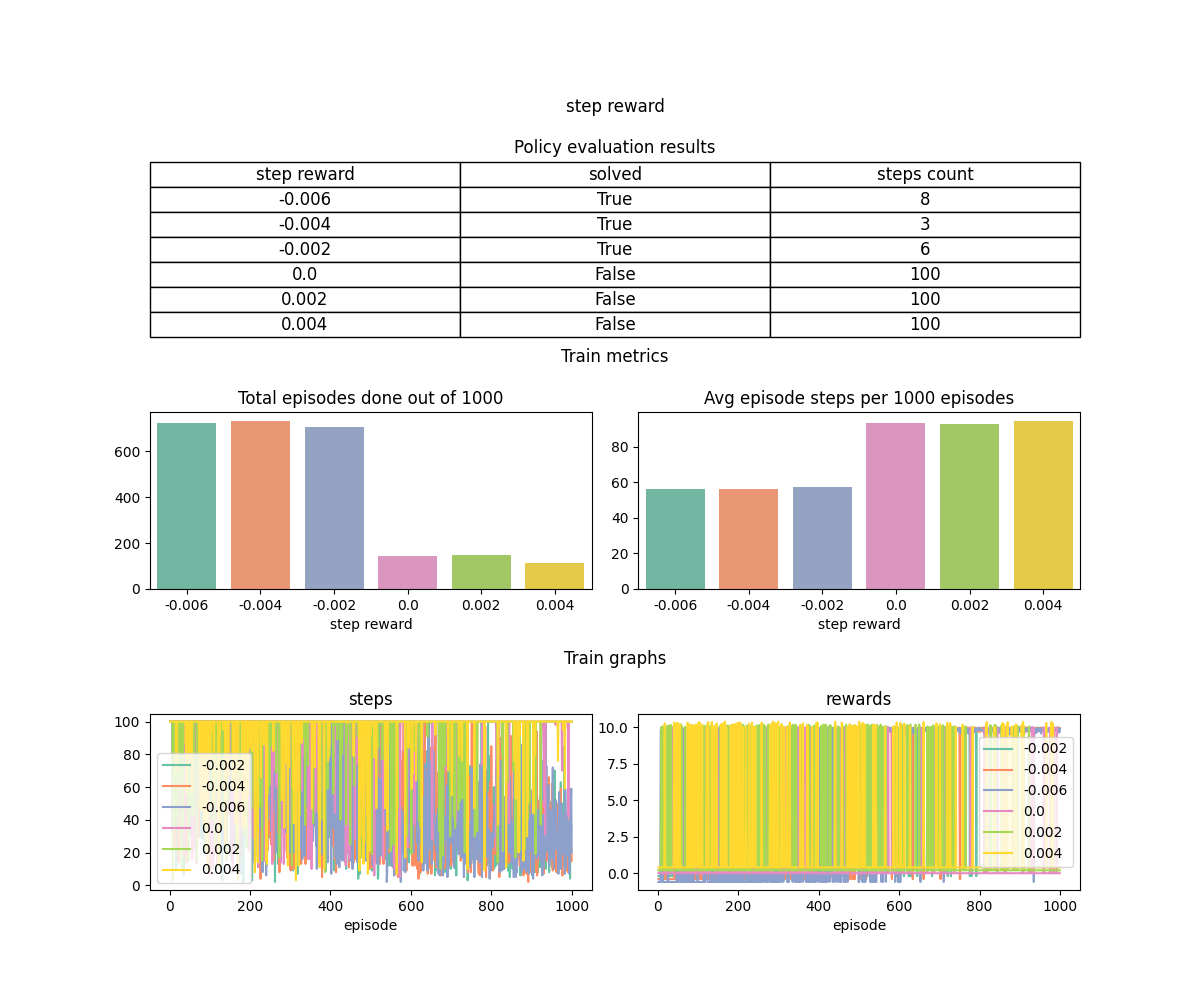 step reward
Policy evaluation results
step reward solved steps count
-0.006 True 8
-0.004 True 3
-0.002 True 6
0.0 False 100
0.002 False 100
0.004 False 100
Train metrics
Total episodes done out of 1000
600
400
200
0
-0.006 -0.004 -0.002 0.0 0.002 0.004
step reward
Avg episode steps per 1000 episodes
80
60
40
20
0
-0.006 -0.004 -0.002 0.0 0.002 0.004
step reward
Train graphs
steps
100
80
60
40
20
0
-0.002
-0.004
-0.006
0.0
0.002
0.004
0 200 400 600 800 1000
episode
rewards
10.0
7.5
5.0
2.5
0.0
-0.002
-0.004
-0.006
0.0
0.002
0.004
0 200 400 600 800 1000
episode